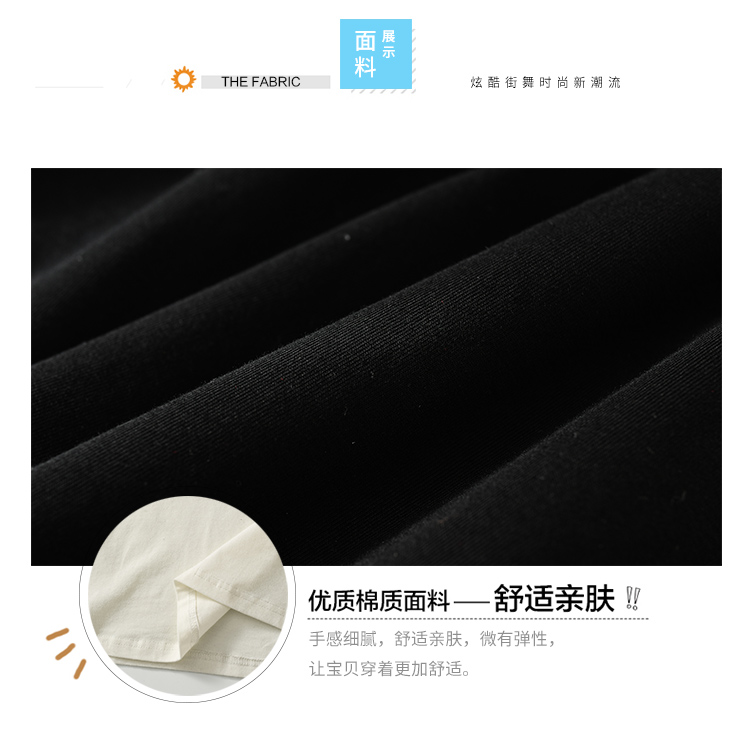 面料
展示
THE FABRIC
炫酷街舞时尚新潮流
优质棉质面料——舒适亲肤!!
手感细腻，舒适亲肤，微有弹性，
让宝贝穿着更加舒适。